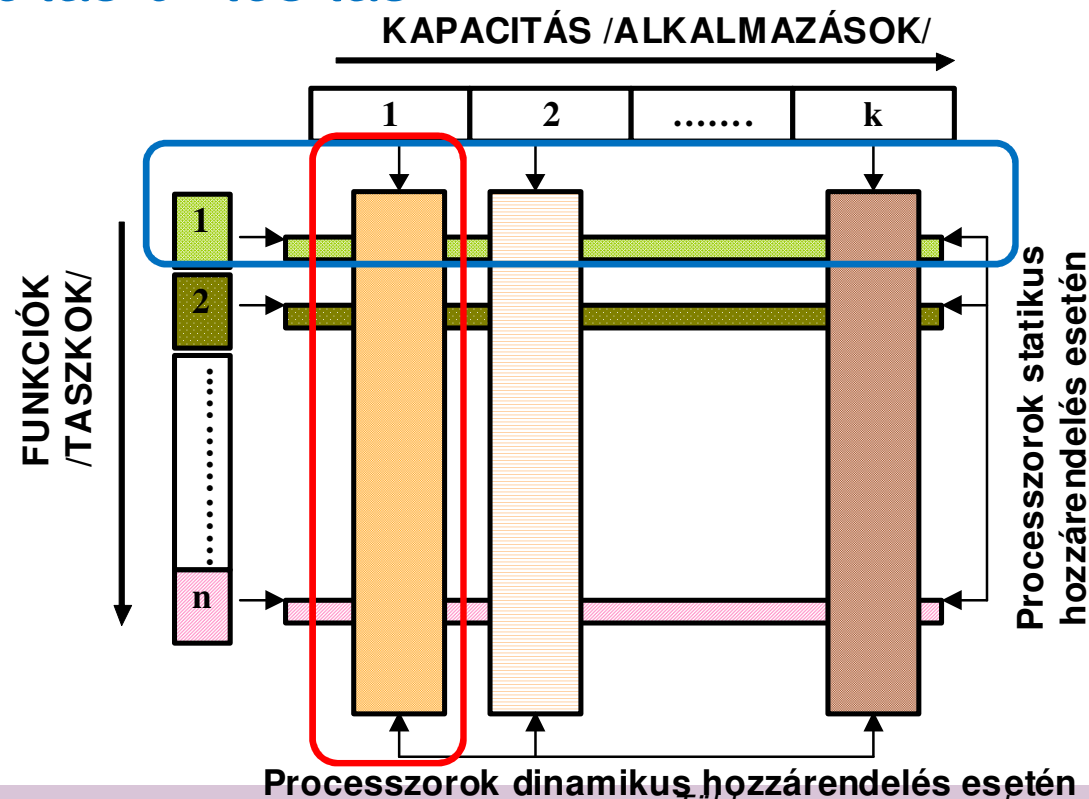 KAPACITÁS /ALKALMAZÁSOK/
1 2 ....... k
FUNKCIÓK
/TASZKOK/
1
2
n
Processzorok statikus
hozzárendelés esetén
Processzorok dinamikus hozzárendelés esetén